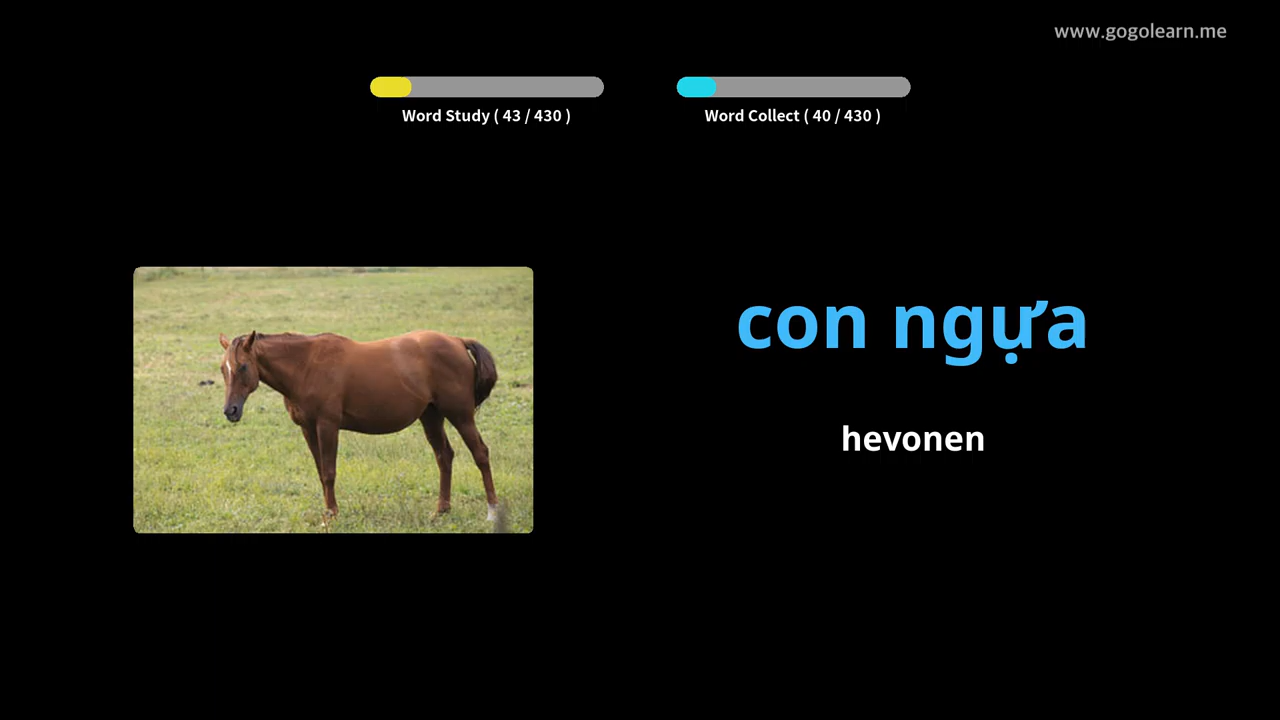 www.gogolearn.me
Word Study ( 43 / 430 )
Word Collect ( 40 / 430 )
con ngựa
hevonen